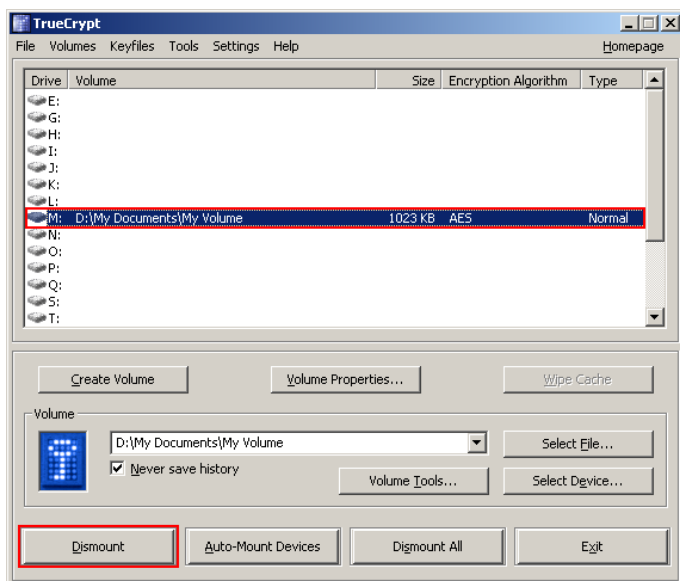 TrueCrypt
File Volumes Keyfiles Tools Settings Help Homepage
Drive Volume Size Encryption Algorithm Type
E:
G:
H:
I:
J:
K:
L:
M: D:\My Documents\My Volume 1023 KB AES Normal
N:
O:
P:
Q:
S:
T:
Create Volume Volume Properties... Wipe Cache
Volume
D:\My Documents\My Volume Select File...
Never save history Volume Tools... Select Device...
Dismount Auto-Mount Devices Dismount All Exit